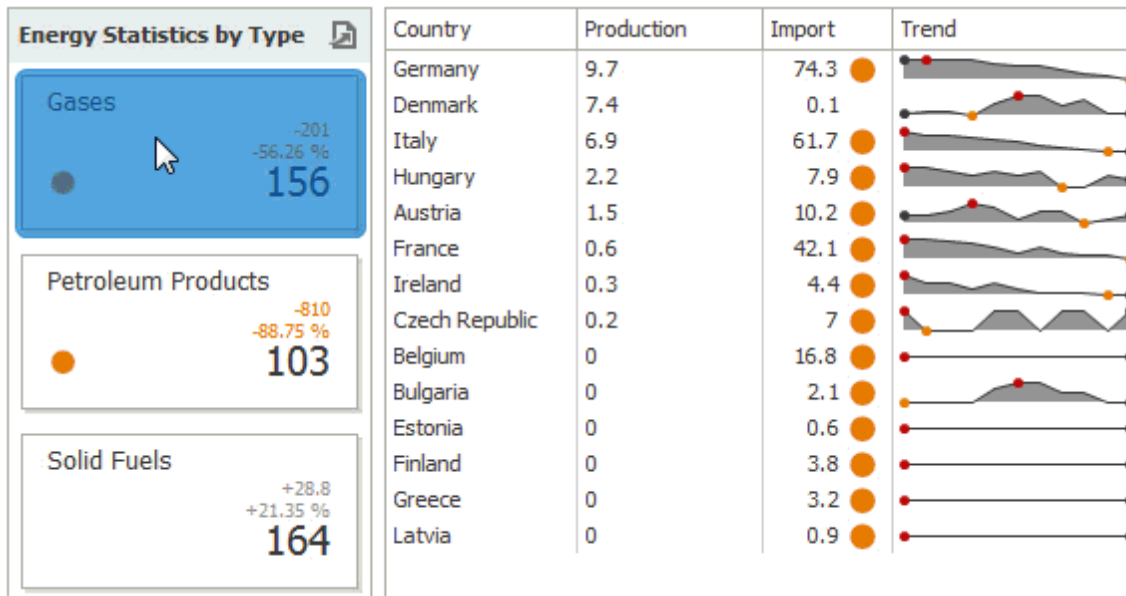 Energy Statistics by Type
Gases
-201
-56.26 %
156
Petroleum Products
-810
-88.75 %
103
Solid Fuels
+28.8
+21.35 %
164
Country Production Import Trend
Germany 9.7 74.3
Denmark 7.4 0.1
Italy 6.9 61.7
Hungary 2.2 7.9
Austria 1.5 10.2
France 0.6 42.1
Ireland 0.3 4.4
Czech Republic 0.2 7
Belgium 0 16.8
Bulgaria 0 2.1
Estonia 0 0.6
Finland 0 3.8
Greece 0 3.2
Latvia 0 0.9